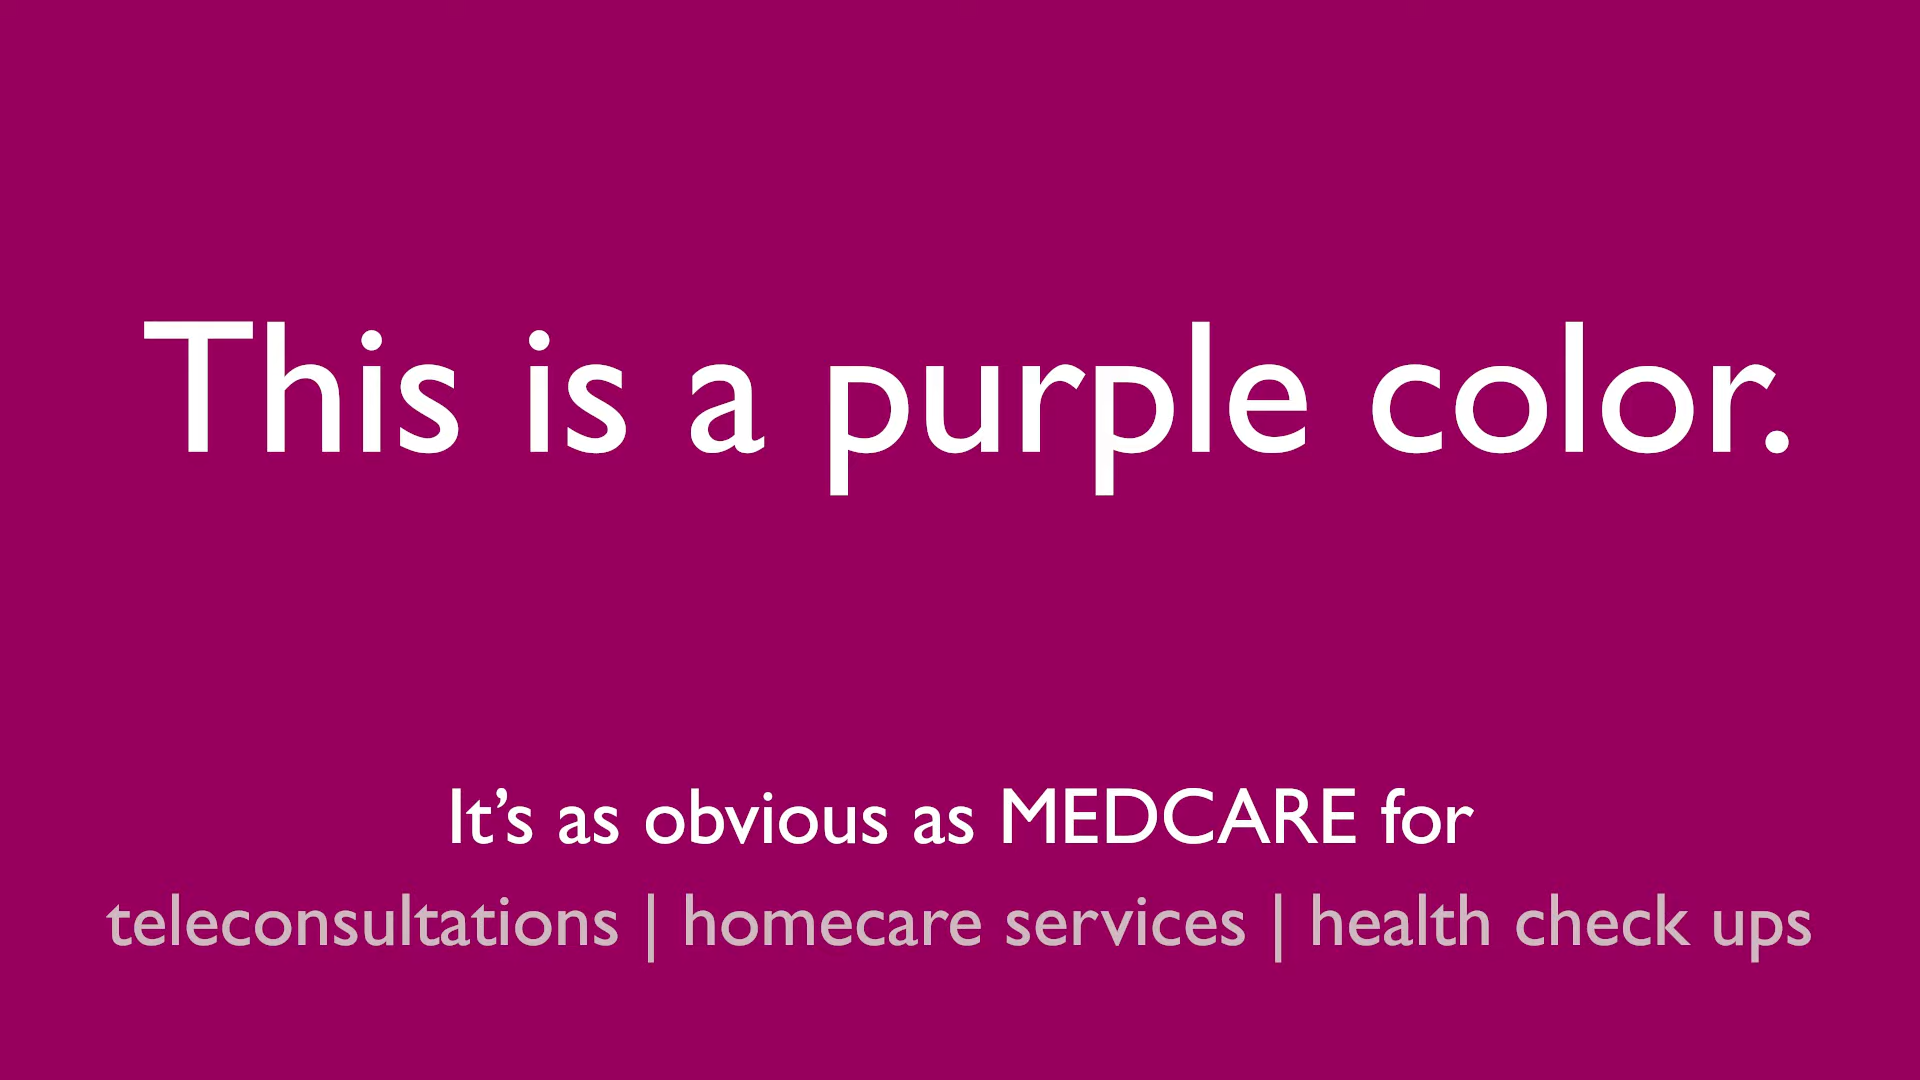 This is a purple color.
It’s as obvious as MEDCARE for
teleconsultations | homecare services | health check ups